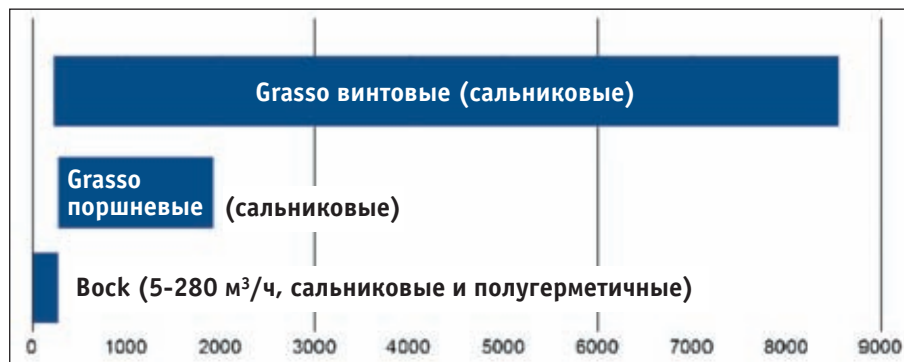 Grasso винтовые (сальниковые)
Grasso
поршневые (сальниковые)
Bock (5-280 м³/ч, сальниковые и полугерметичные)
0 1000 2000 3000 4000 5000 6000 7000 8000 9000